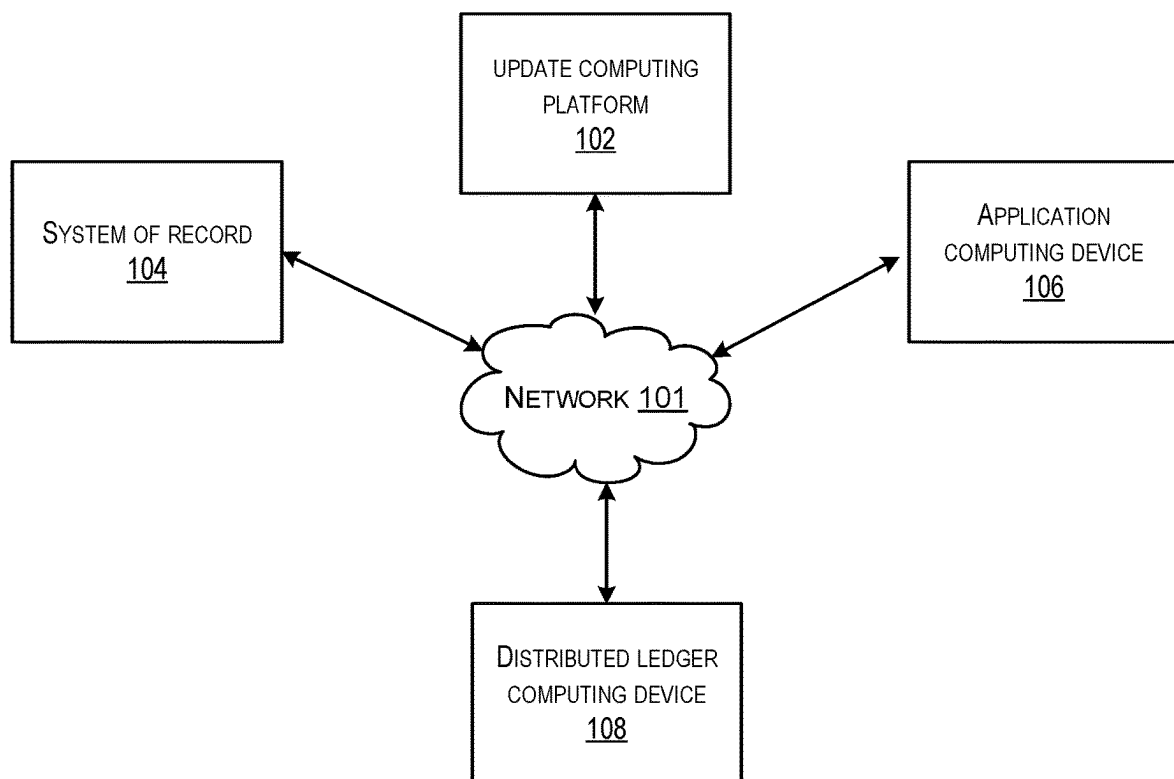 UPDATE COMPUTING
PLATFORM
102
SYSTEM OF RECORD
104
APPLICATION
COMPUTING DEVICE
106
NETWORK 101
DISTRIBUTED LEDGER
COMPUTING DEVICE
108